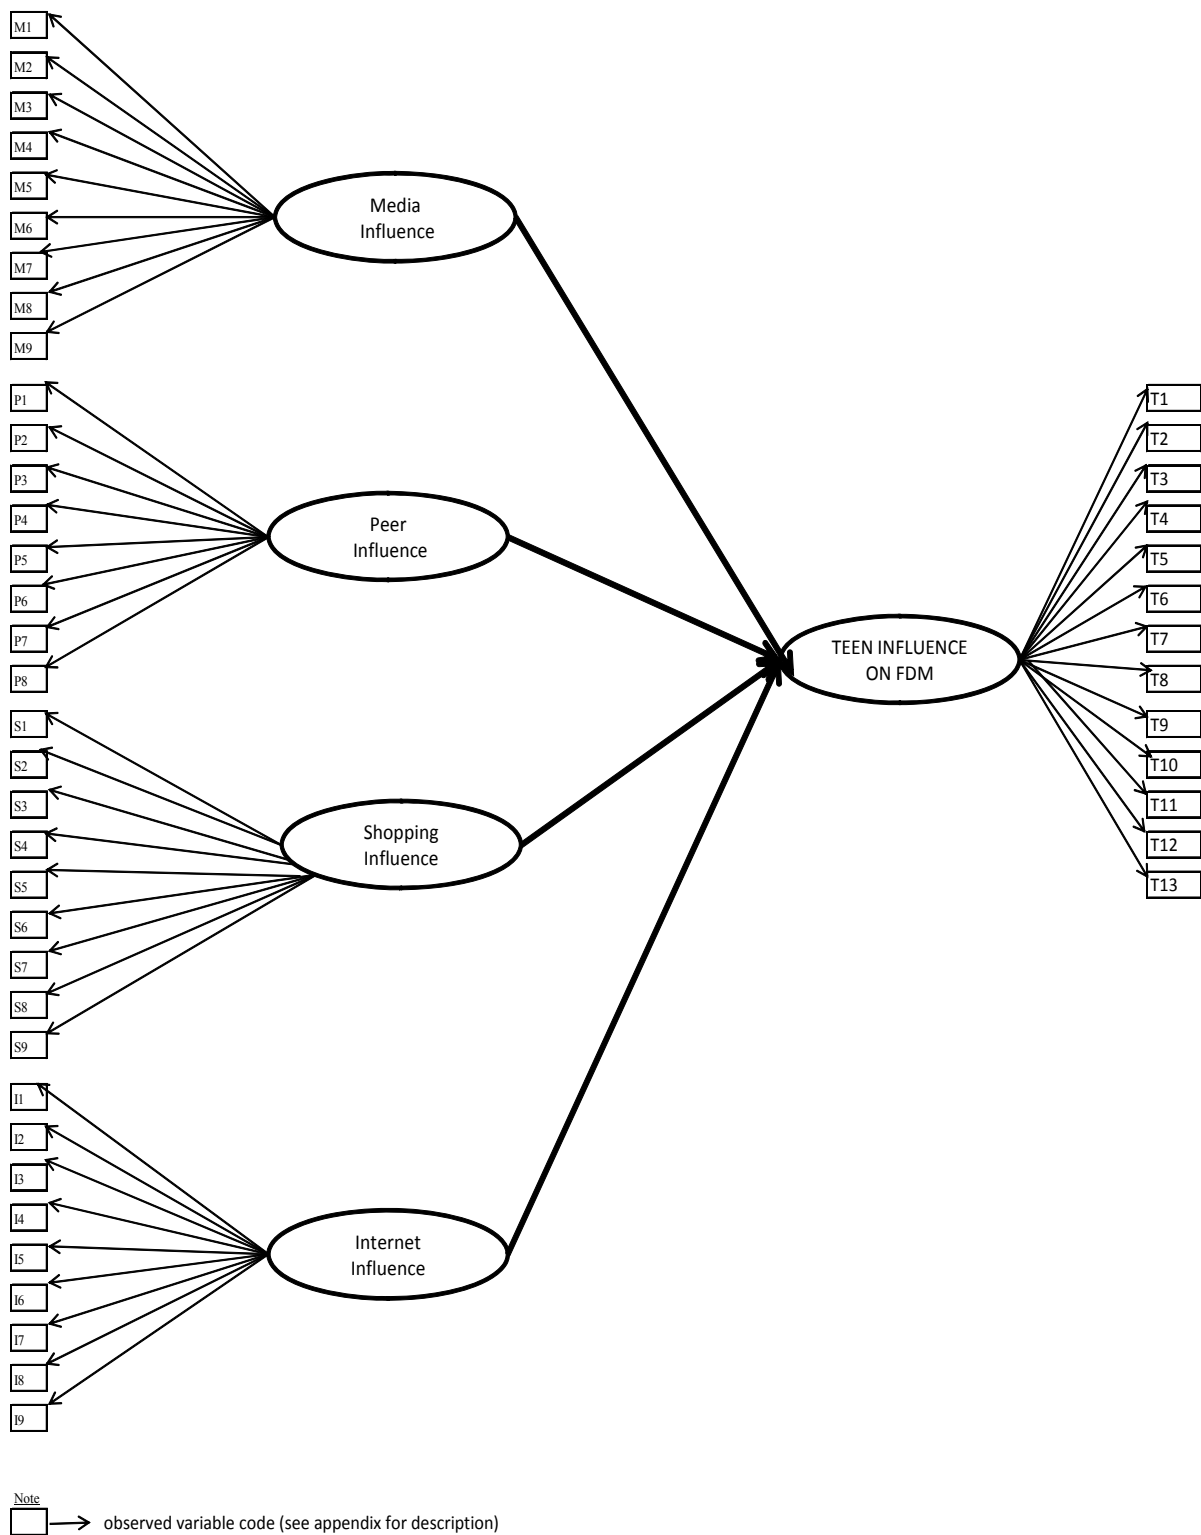 M1
M2
M3
M4
M5
M6
M7
M8
M9
Media
Influence
P1
P2
P3
P4
P5
P6
P7
P8
Peer
Influence
S1
S2
S3
S4
S5
S6
S7
S8
S9
Shopping
Influence
I1
I2
I3
I4
I5
I6
I7
I8
I9
Internet
Influence
TEEN INFLUENCE
ON FDM
T1
T2
T3
T4
T5
T6
T7
T8
T9
T10
T11
T12
T13
Note
observed variable code (see appendix for description)